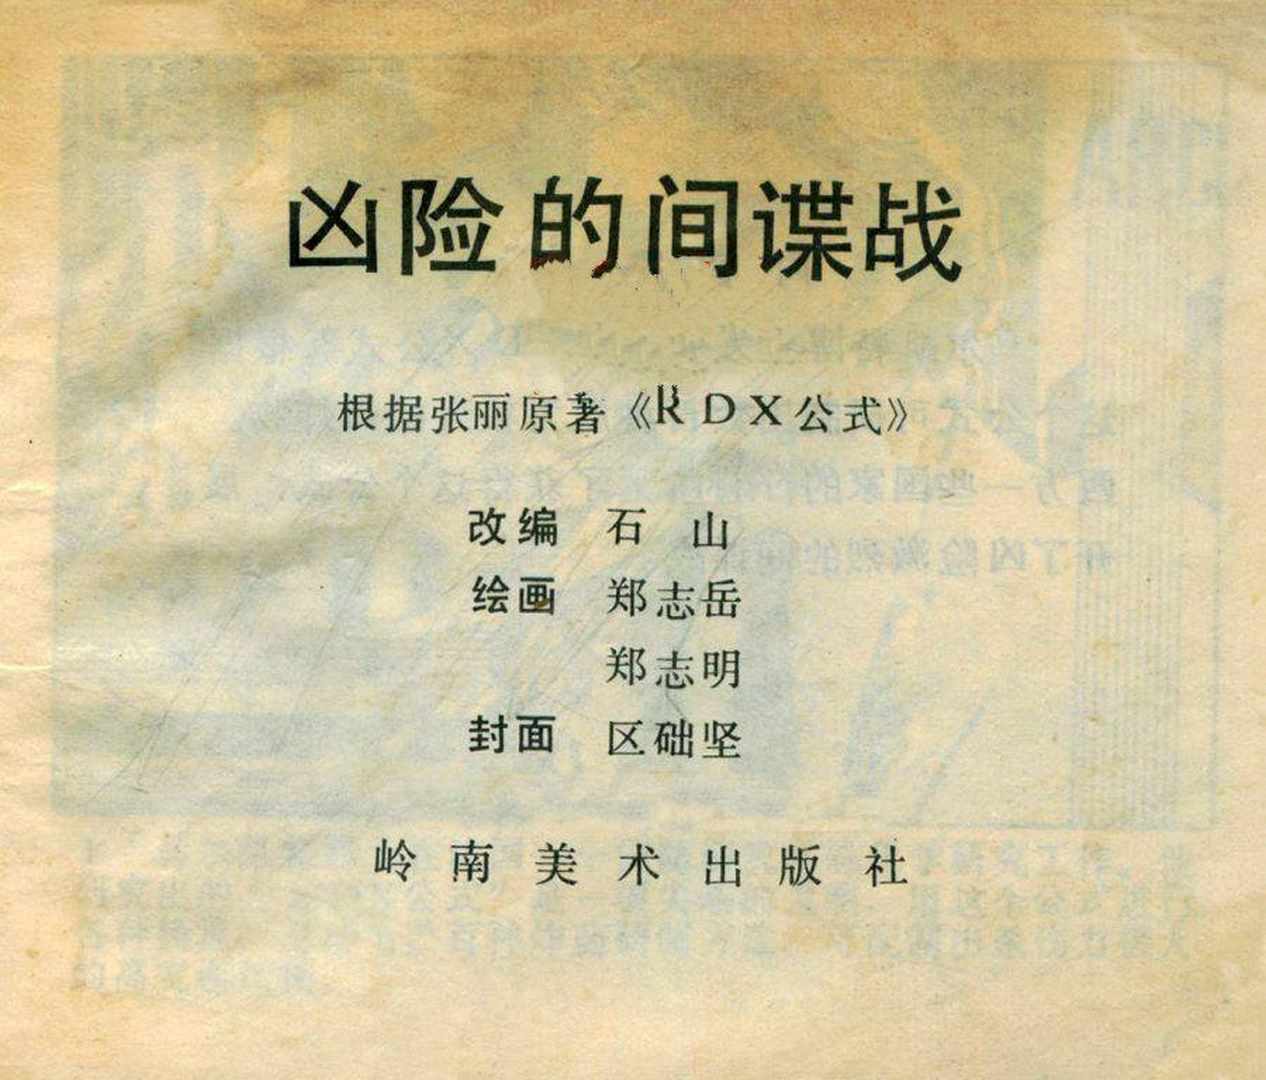 凶险的间谍战
根据张丽原著《RDX公式》
改编 石 山
绘画 郑志岳
郑志明
封面 区础坚
岭南美术出版社